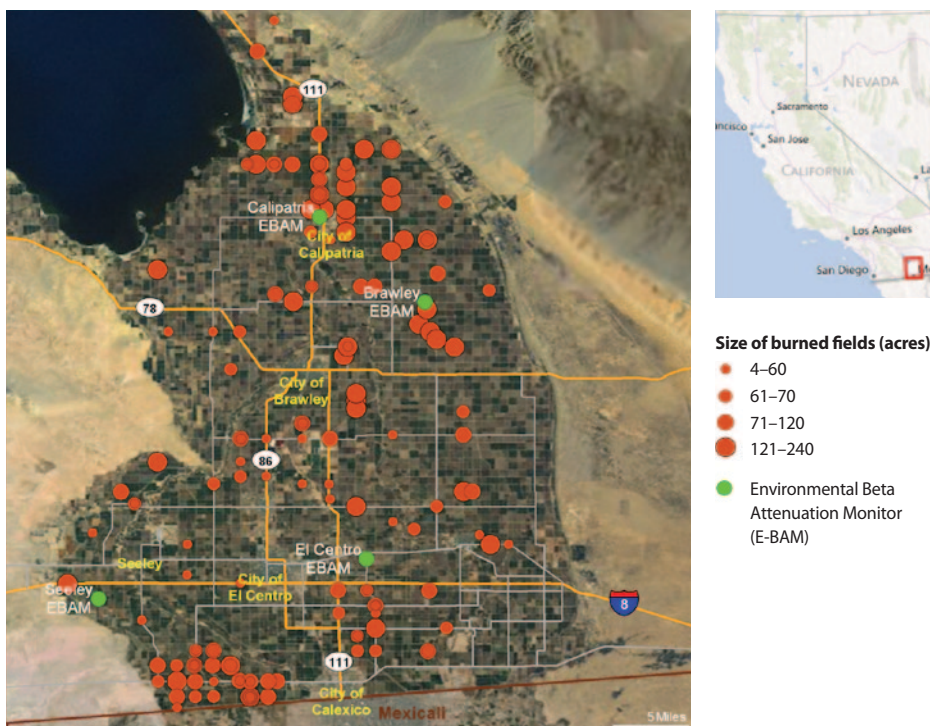 111
Calipatria
EBAM
City of
Calipatria
Brawley
EBAM
78
City of
Brawley
86
El Centro
EBAM
Seeley
City of
El Centro
Seeley
EBAM
8
111
City of
Calexico
Mexicali
5 Miles
NEVADA
Sacramento
ancisco
San Jose
CALIFORNIA
La
Los Angeles
San Diego
Size of burned fields (acres)
4–60
61–70
71–120
121–240
Environmental Beta
Attenuation Monitor
(E-BAM)